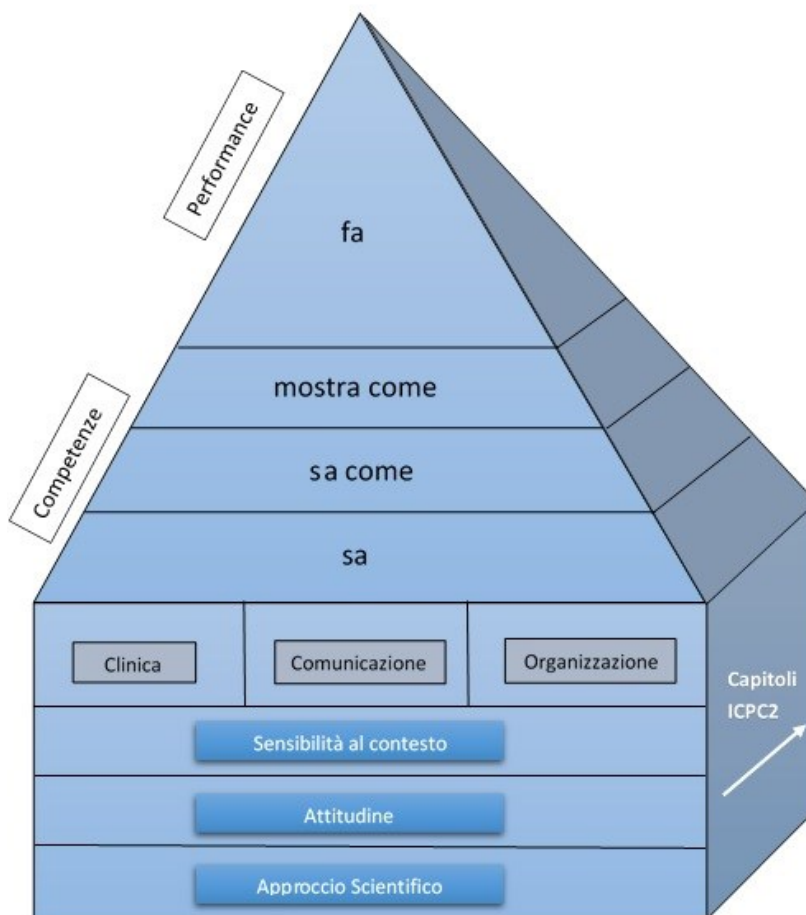 Performance
fa
mostra come
Competenze
sa come
sa
Clinica
Comunicazione
Organizzazione
Capitoli
ICPC2
Sensibilità al contesto
Attitudine
Approccio Scientifico